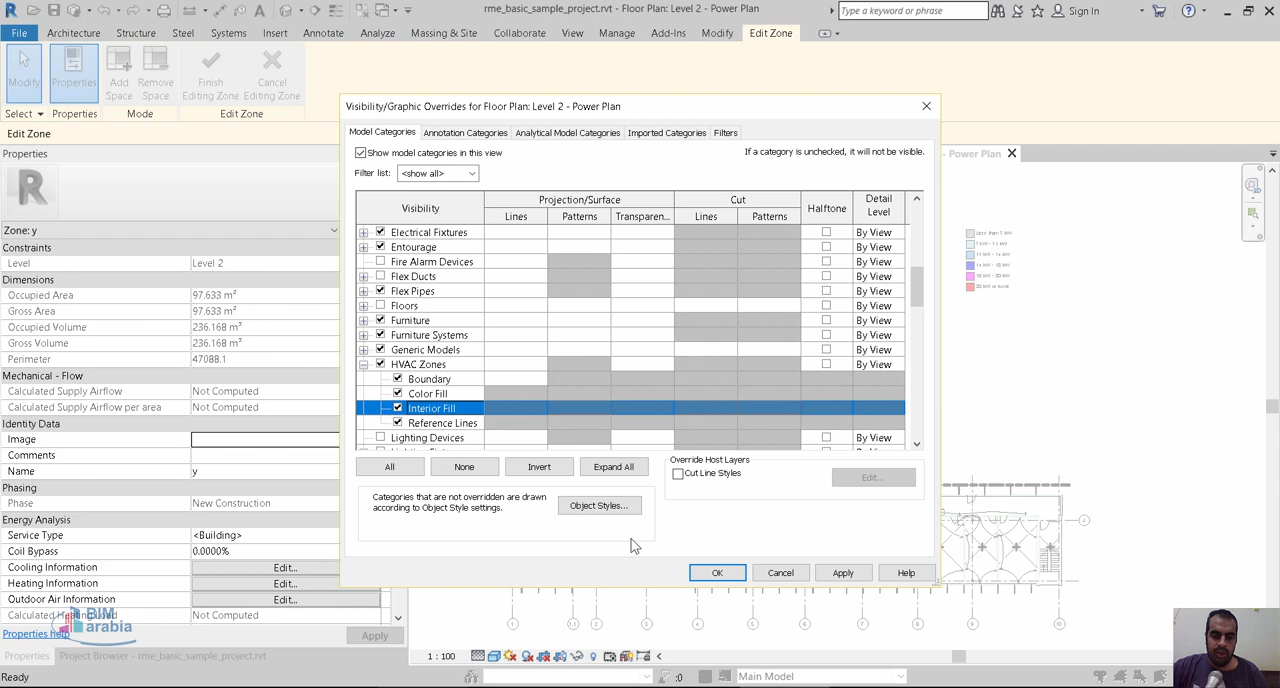 rme_basic_sample_project.rvt - Floor Plan: Level 2 - Power Plan
Type a keyword or phrase
Sign In
File Architecture Structure Steel Systems Insert Annotate Analyze Massing & Site Collaborate View Manage Add-Ins Modify Edit Zone
Modify Properties Add Space Remove Space Finish Editing Zone Cancel Editing Zone
Select Properties Mode Edit Zone
Edit Zone
Properties
R
Zone: y
Constraints
Level Level 2
Dimensions
Occupied Area 97.633 m²
Gross Area 97.633 m²
Occupied Volume 236.168 m³
Gross Volume 236.168 m³
Perimeter 47088.1
Mechanical - Flow
Calculated Supply Airflow Not Computed
Calculated Supply Airflow per area Not Computed
Identity Data
Image
Comments
Name y
Phasing
Phase New Construction
Energy Analysis
Service Type <Building>
Coil Bypass 0.0000%
Cooling Information Edit...
Heating Information Edit...
Outdoor Air Information Edit...
Not Computed
BIM
arabia
Properties help
Apply
Properties Project Browser - rme_basic_sample_project.rvt
Ready
Visibility/Graphic Overrides for Floor Plan: Level 2 - Power Plan
Model Categories Annotation Categories Analytical Model Categories Imported Categories Filters
Show model categories in this view
If a category is unchecked, it will not be visible.
Filter list: <show all>
Visibility Projection/Surface Cut Halftone Detail Level
Lines Patterns Transparen... Lines Patterns
Electrical Fixtures By View
Entourage By View
Fire Alarm Devices By View
Flex Ducts By View
Flex Pipes By View
Floors By View
Furniture By View
Furniture Systems By View
Generic Models By View
HVAC Zones By View
Boundary
Color Fill
Interior Fill
Reference Lines
Lighting Devices By View
All None Invert Expand All
Override Host Layers
Cut Line Styles
Edit...
Categories that are not overridden are drawn
according to Object Style settings.
Object Styles...
OK Cancel Apply Help
- Power Plan
1 : 100
:0
Main Model